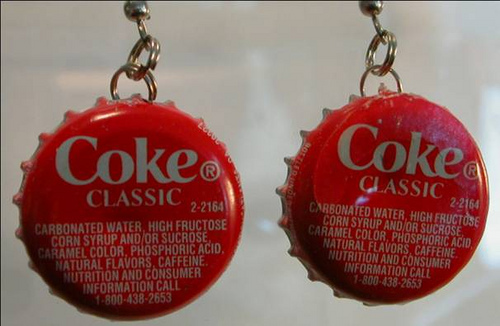 Coke®
CLASSIC
2-2164
CARBONATED WATER, HIGH FRUCTOSE
CORN SYRUP AND/OR SUCROSE,
CARAMEL COLOR, PHOSPHORIC ACID,
NATURAL FLAVORS, CAFFEINE.
NUTRITION AND CONSUMER
INFORMATION CALL
1-800-438-2653
Coke®
CLASSIC
2-2164
CARBONATED WATER, HIGH FRUCTOSE
CORN SYRUP AND/OR SUCROSE,
CARAMEL COLOR, PHOSPHORIC ACID,
NATURAL FLAVORS, CAFFEINE.
NUTRITION AND CONSUMER
INFORMATION CALL
1-800-438-2653